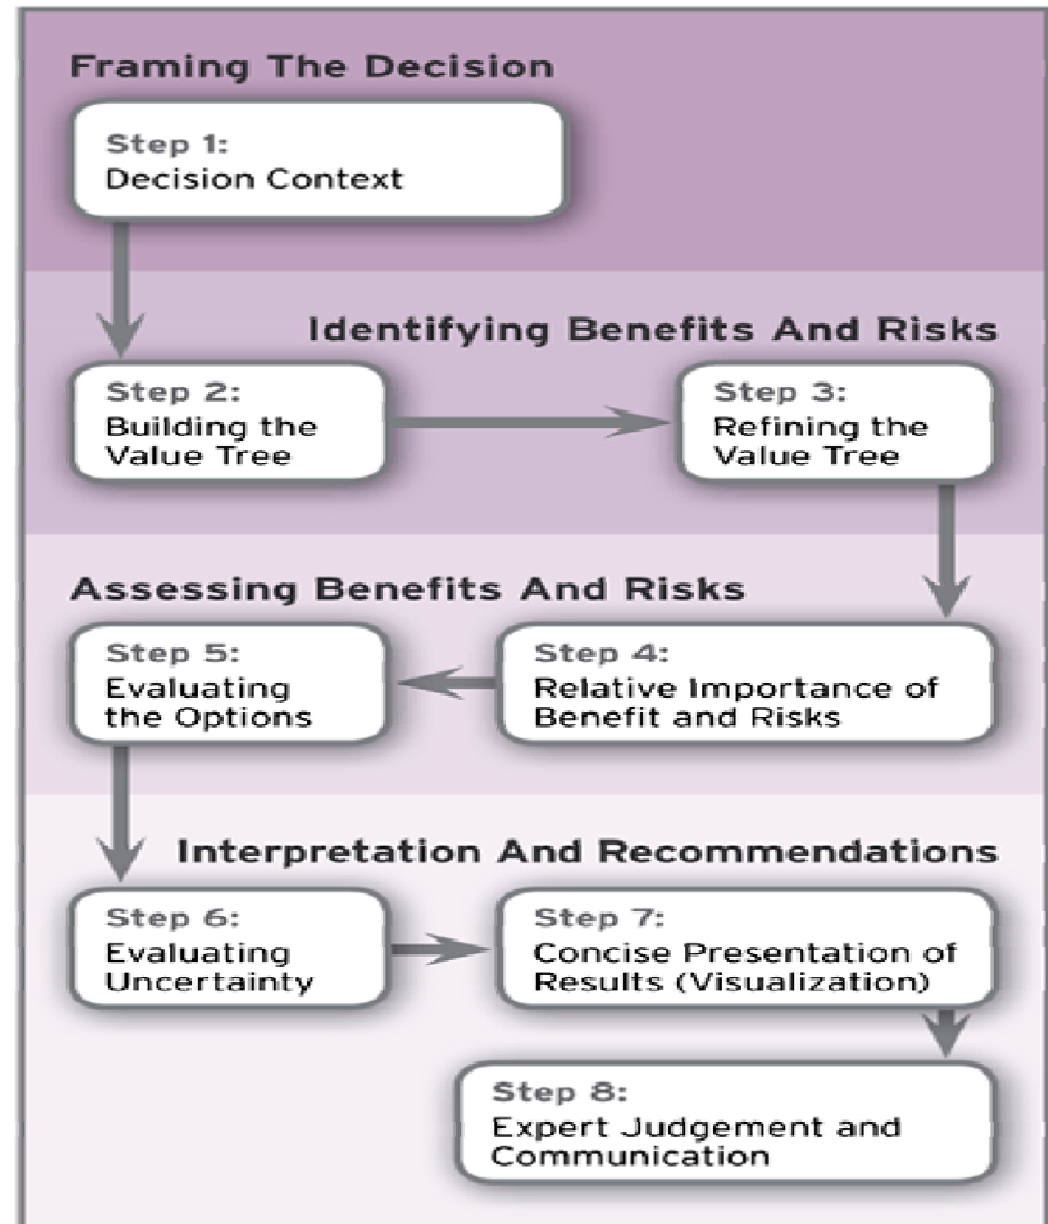 Framing The Decision
Step 1:
Decision Context
Identifying Benefits And Risks
Step 2:
Building the
Value Tree
Step 3:
Refining the
Value Tree
Assessing Benefits And Risks
Step 5:
Evaluating
the Options
Step 4:
Relative Importance of
Benefit and Risks
Interpretation And Recommendations
Step 6:
Evaluating
Uncertainty
Step 7:
Concise Presentation of
Results (Visualization)
Step 8:
Expert Judgement and
Communication